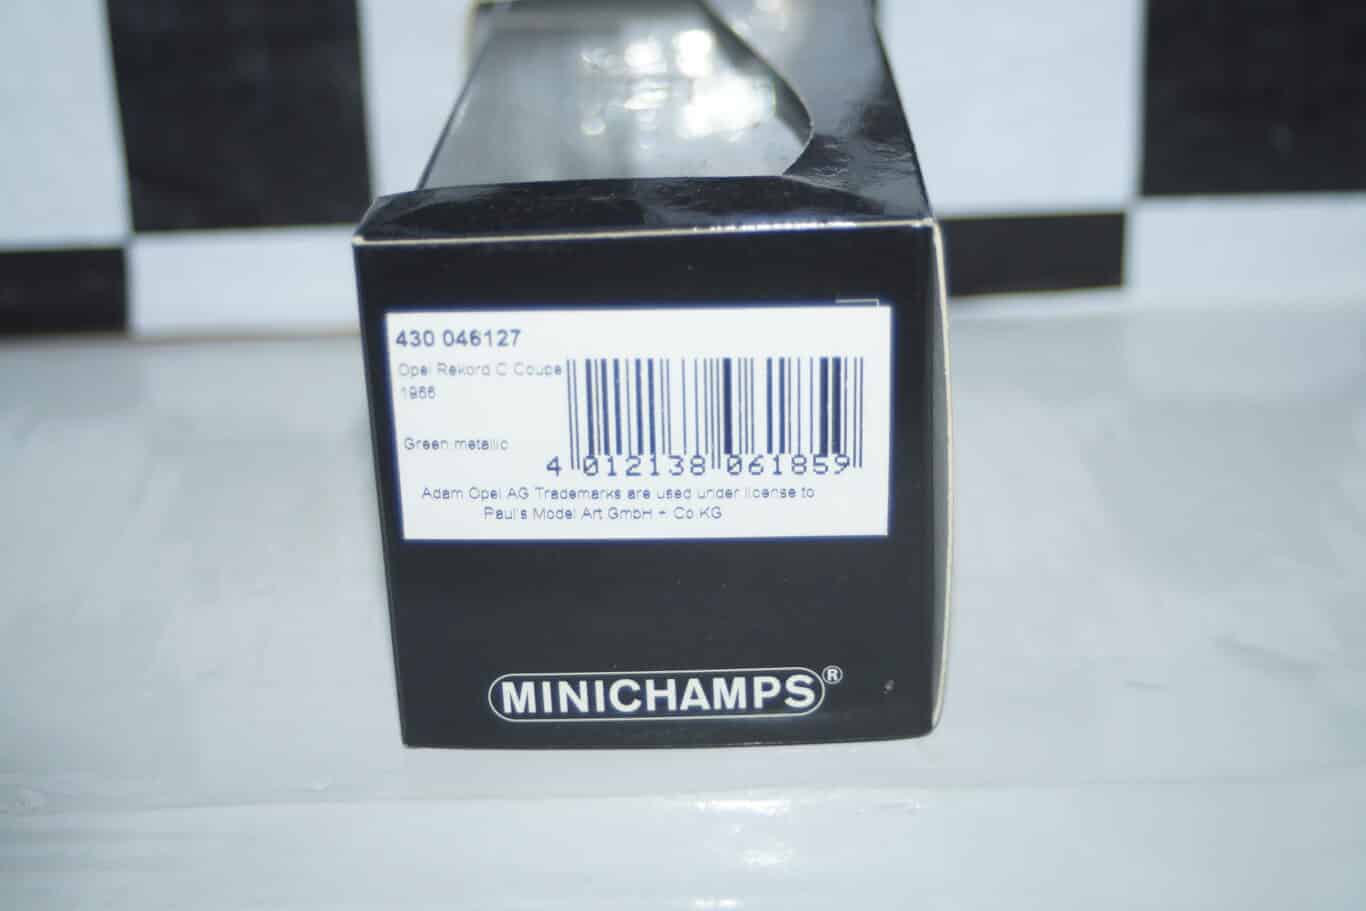 430 046127
Opel Rekord C Coupe
1966
Green metallic
4 012138 061859
Adam Opel AG Trademarks are used under license to
Paul's Model Art GmbH + Co.KG
MINICHAMPS®